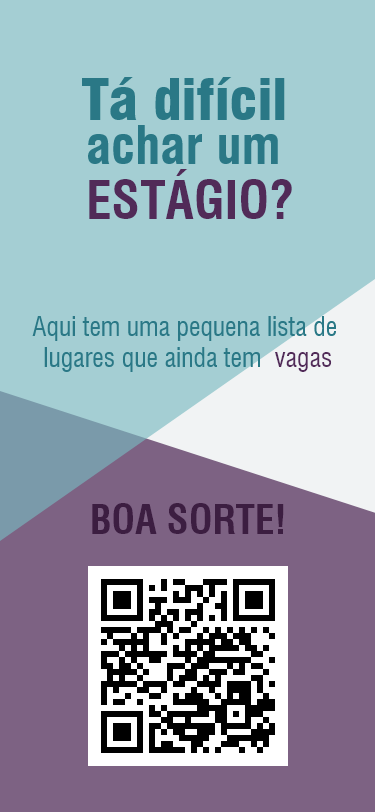 Tá difícil
achar um
ESTÁGIO?
Aqui tem uma pequena lista de
lugares que ainda tem vagas
BOA SORTE!